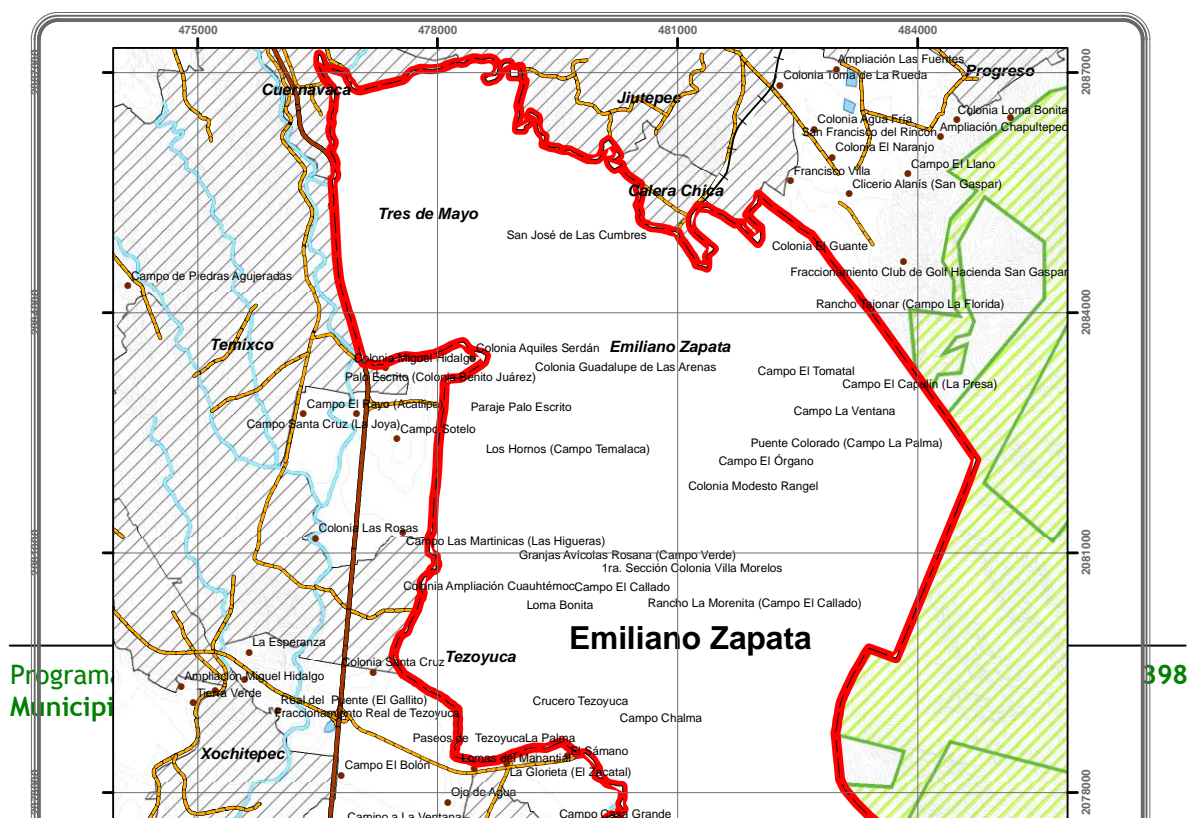 475000 478000 481000 484000
2087000 2087000
Ampliación Las Fuentes
Progreso
Colonia Toma de La Rueda
Cuernavaca
Jiutepec
Colonia Loma Bonita
Colonia Agua Fría
Ampliación Chapultepec
San Francisco del Rincón
Colonia El Naranjo
Campo El Llano
Francisco Villa
Clicerio Alanís (San Gaspar)
Calera Chica
Tres de Mayo
San José de Las Cumbres
Colonia El Guante
Campo de Piedras Agujeradas
Fraccionamiento Club de Golf Hacienda San Gaspar
Rancho Tajonar (Campo La Florida)
2084000 2084000
Temixco
Colonia Aquiles Serdán
Emiliano Zapata
Colonia Miguel Hidalgo
Colonia Guadalupe de Las Arenas
Campo El Tomatal
Palo Escrito (Colonia Benito Juárez)
Campo El Capulín (La Presa)
Campo El Rayo (Acatlipa)
Paraje Palo Escrito
Campo La Ventana
Campo Santa Cruz (La Joya)
Campo Sotelo
Puente Colorado (Campo La Palma)
Los Hornos (Campo Temalaca)
Campo El Órgano
Colonia Modesto Rangel
Colonia Las Rosas
Campo Las Martinicas (Las Higueras)
Granjas Avícolas Rosana (Campo Verde)
2081000 2081000
1ra. Sección Colonia Villa Morelos
Colonia Ampliación Cuauhtémoc
Campo El Callado
Loma Bonita
Rancho La Morenita (Campo El Callado)
Emiliano Zapata
La Esperanza
Tezoyuca
Colonia Santa Cruz
Programa
398
Ampliación Miguel Hidalgo
Tierra Verde
Real del Puente (El Gallito)
Crucero Tezoyuca
Municipi
Fraccionamiento Real de Tezoyuca
Campo Chalma
Paseos de Tezoyuca
La Palma
Xochitepec
El Sámano
Lomas del Manantial
Campo El Bolón
La Glorieta (El Zacatal)
2078000 2078000
Ojo de Agua
Campo Casa Grande
Camino a La Ventana